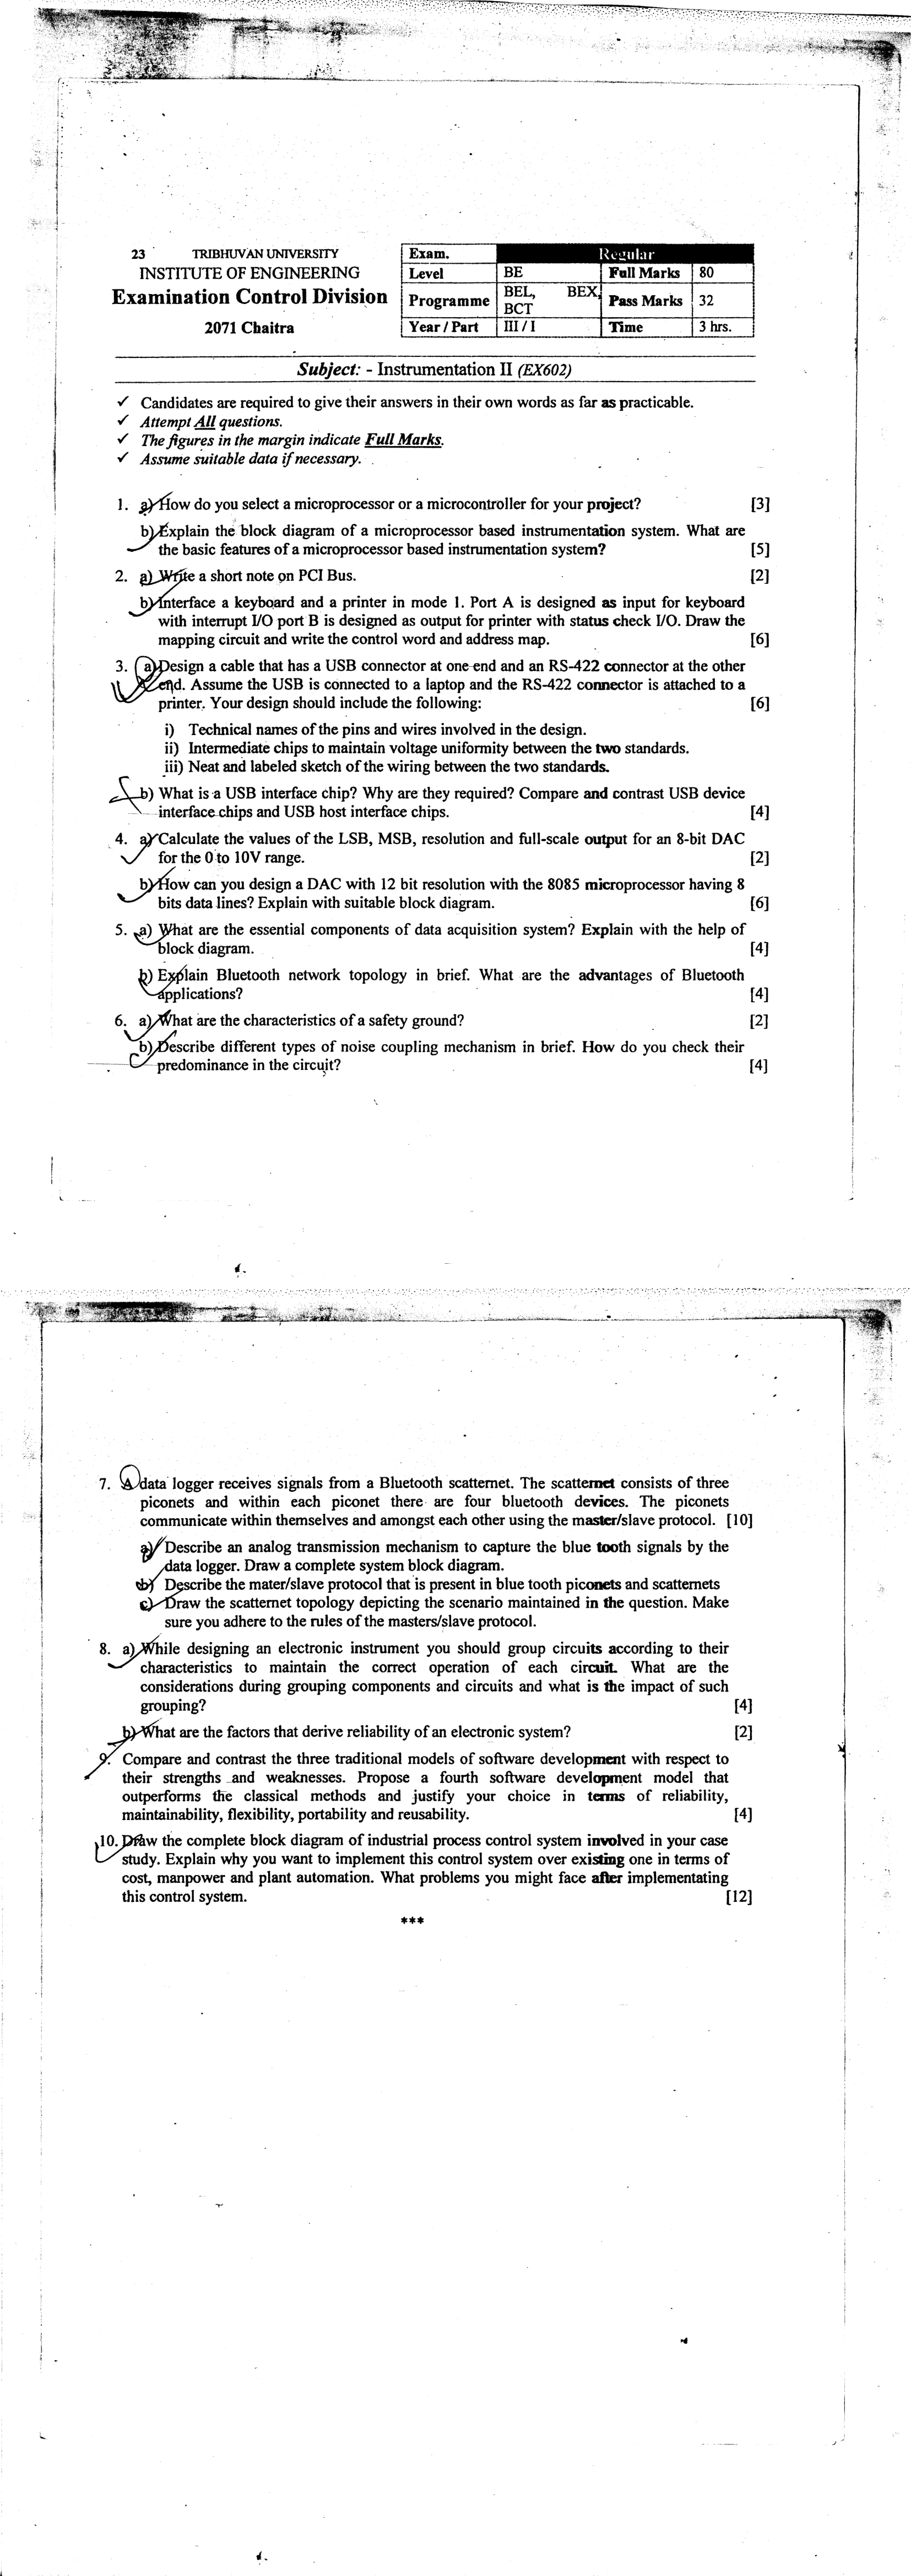 23 TRIBHUVAN UNIVERSITY
INSTITUTE OF ENGINEERING
Examination Control Division
2071 Chaitra
Exam. Regular
Level BE Full Marks 80
Programme BEL, BEX, BCT Pass Marks 32
Year / Part III / I Time 3 hrs.
Subject: - Instrumentation II (EX602)
✓ Candidates are required to give their answers in their own words as far as practicable.
✓ Attempt All questions.
✓ The figures in the margin indicate Full Marks.
✓ Assume suitable data if necessary.
1. a) How do you select a microprocessor or a microcontroller for your project? [3]
b) Explain the block diagram of a microprocessor based instrumentation system. What are
the basic features of a microprocessor based instrumentation system? [5]
2. a) Write a short note on PCI Bus. [2]
b) Interface a keyboard and a printer in mode 1. Port A is designed as input for keyboard
with interrupt I/O port B is designed as output for printer with status check I/O. Draw the
mapping circuit and write the control word and address map. [6]
3. a) Design a cable that has a USB connector at one end and an RS-422 connector at the other
end. Assume the USB is connected to a laptop and the RS-422 connector is attached to a
printer. Your design should include the following: [6]
i) Technical names of the pins and wires involved in the design.
ii) Intermediate chips to maintain voltage uniformity between the two standards.
iii) Neat and labeled sketch of the wiring between the two standards.
b) What is a USB interface chip? Why are they required? Compare and contrast USB device
interface chips and USB host interface chips. [4]
4. a) Calculate the values of the LSB, MSB, resolution and full-scale output for an 8-bit DAC
for the 0 to 10V range. [2]
b) How can you design a DAC with 12 bit resolution with the 8085 microprocessor having 8
bits data lines? Explain with suitable block diagram. [6]
5. a) What are the essential components of data acquisition system? Explain with the help of
block diagram. [4]
b) Explain Bluetooth network topology in brief. What are the advantages of Bluetooth
applications? [4]
6. a) What are the characteristics of a safety ground? [2]
b) Describe different types of noise coupling mechanism in brief. How do you check their
predominance in the circuit? [4]
7. A data logger receives signals from a Bluetooth scatternet. The scatternet consists of three
piconets and within each piconet there are four bluetooth devices. The piconets
communicate within themselves and amongst each other using the master/slave protocol. [10]
a) Describe an analog transmission mechanism to capture the blue tooth signals by the
data logger. Draw a complete system block diagram.
b) Describe the mater/slave protocol that is present in blue tooth piconets and scatternets
c) Draw the scatternet topology depicting the scenario maintained in the question. Make
sure you adhere to the rules of the masters/slave protocol.
8. a) While designing an electronic instrument you should group circuits according to their
characteristics to maintain the correct operation of each circuit. What are the
considerations during grouping components and circuits and what is the impact of such
grouping? [4]
b) What are the factors that derive reliability of an electronic system? [2]
9. Compare and contrast the three traditional models of software development with respect to
their strengths and weaknesses. Propose a fourth software development model that
outperforms the classical methods and justify your choice in terms of reliability,
maintainability, flexibility, portability and reusability. [4]
10. Draw the complete block diagram of industrial process control system involved in your case
study. Explain why you want to implement this control system over existing one in terms of
cost, manpower and plant automation. What problems you might face after implementating
this control system. [12]
***